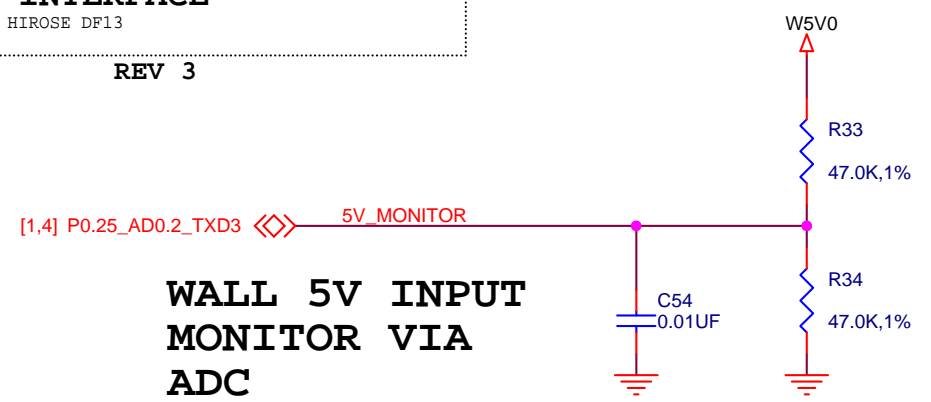 INTERFACE
HIROSE DF13
REV 3
W5V0
R33
47.0K,1%
[1,4] P0.25_AD0.2_TXD3
5V_MONITOR
R34
47.0K,1%
C54
0.01UF
WALL 5V INPUT
MONITOR VIA
ADC